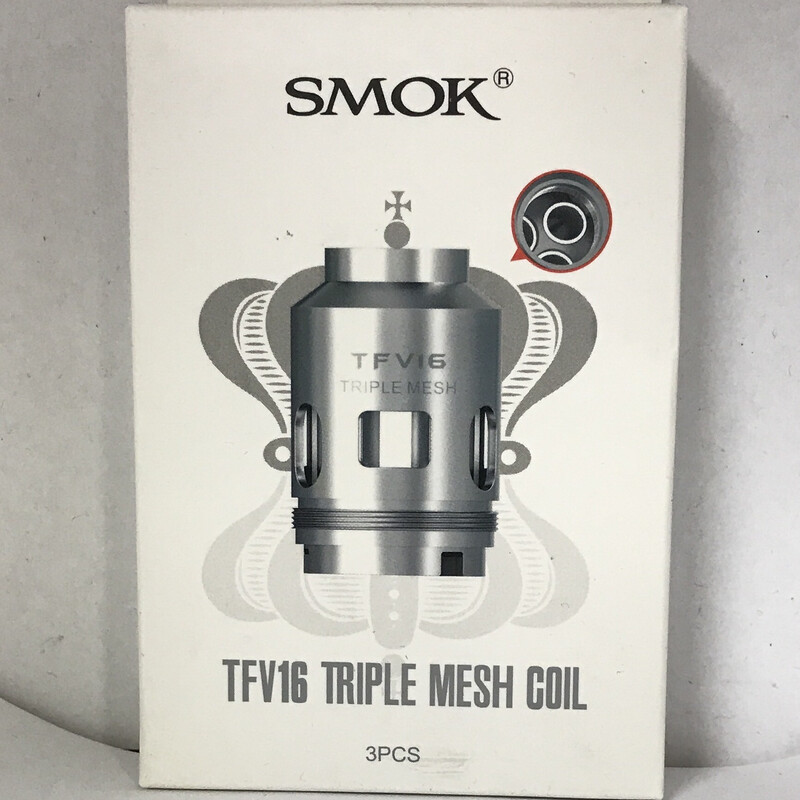 SMOK®
TFV16
TRIPLE MESH
TFV16 TRIPLE MESH COIL
3PCS